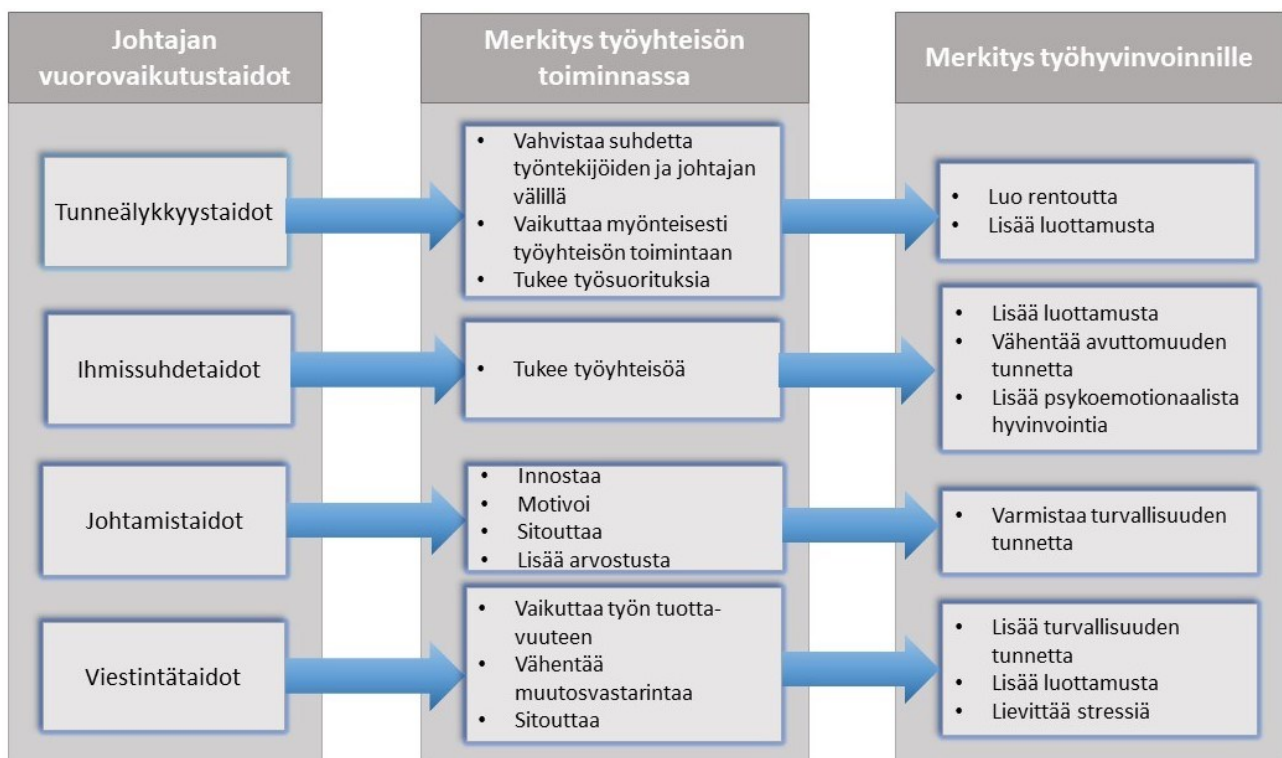 Johtajan
vuorovaikutustaidot
Merkitys työyhteisön
toiminnassa
Merkitys työhyvinvoinnille
Tunneälykkyystaidot
• Vahvistaa suhdetta
työntekijöiden ja johtajan
välillä
• Vaikuttaa myönteisesti
työyhteisön toimintaan
• Tukee työsuorituksia
• Luo rentoutta
• Lisää luottamusta
Ihmissuhdetaidot
• Tukee työyhteisöä
• Lisää luottamusta
• Vähentää avuttomuuden
tunnetta
• Lisää psykoemotionaalista
hyvinvointia
Johtamistaidot
• Innostaa
• Motivoi
• Sitouttaa
• Lisää arvostusta
• Varmistaa turvallisuuden
tunnetta
Viestintätaidot
• Vaikuttaa työn tuotta-
vuuteen
• Vähentää
muutosvastarintaa
• Sitouttaa
• Lisää turvallisuuden
tunnetta
• Lisää luottamusta
• Lievittää stressiä